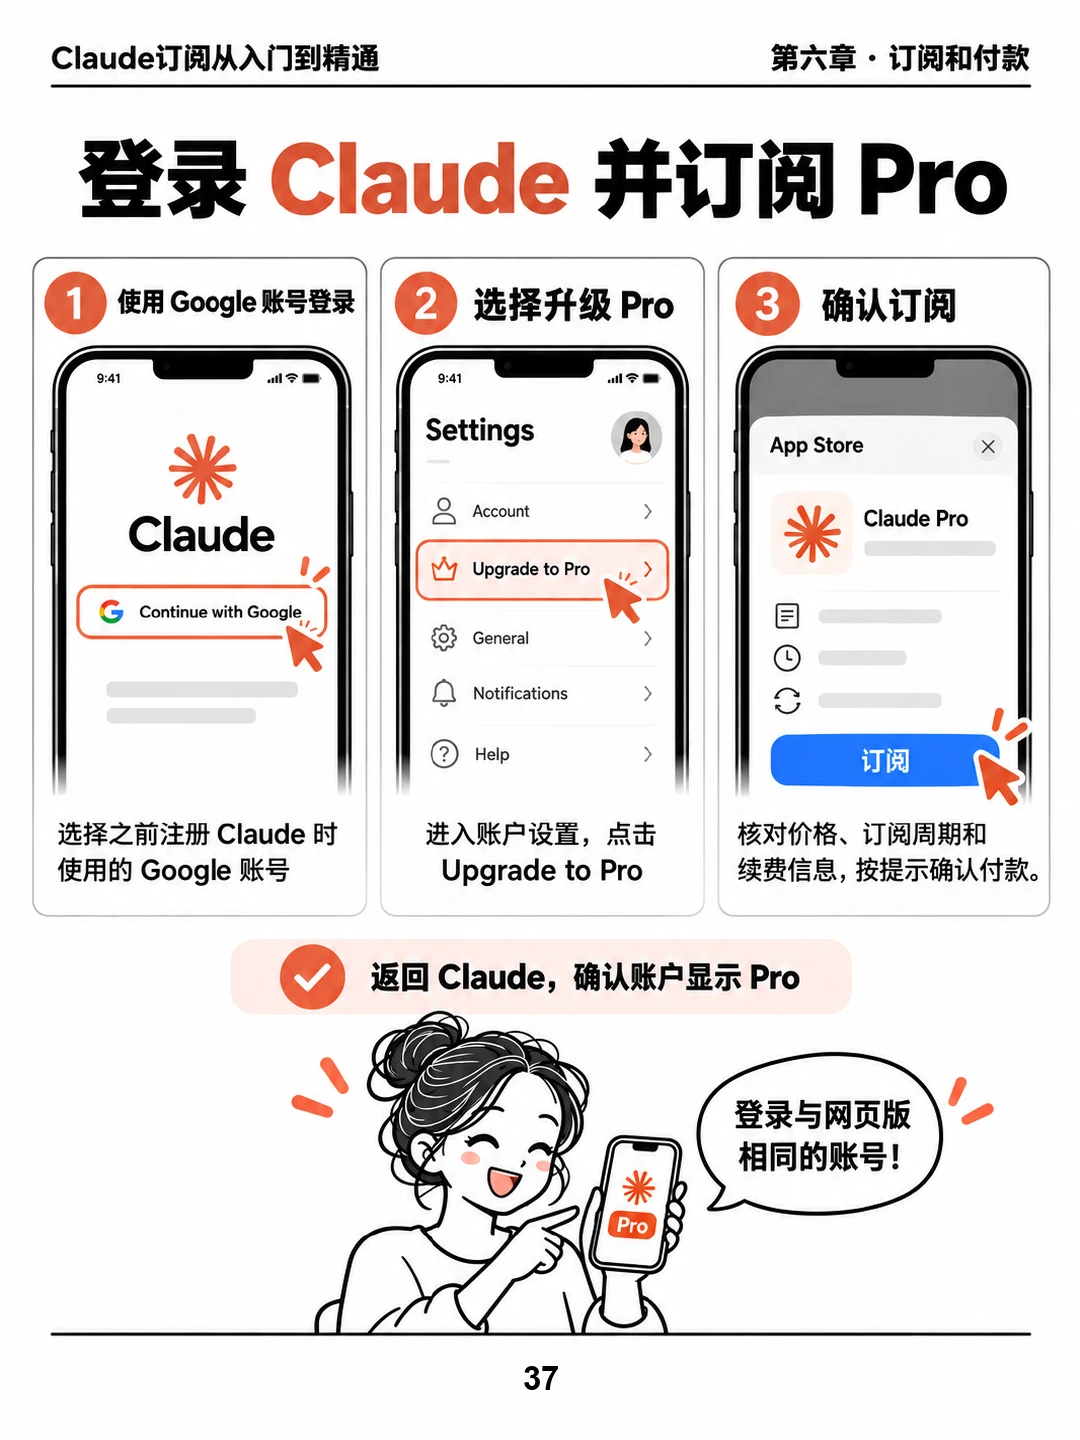 Claude订阅从入门到精通
第六章 · 订阅和付款
登录 Claude 并订阅 Pro
1 使用 Google 账号登录
9:41
Claude
Continue with Google
选择之前注册 Claude 时
使用的 Google 账号
2 选择升级 Pro
9:41
Settings
Account
Upgrade to Pro
General
Notifications
? Help
进入账户设置，点击
Upgrade to Pro
3 确认订阅
App Store
Claude Pro
订阅
核对价格、订阅周期和
续费信息，按提示确认付款。
返回 Claude，确认账户显示 Pro
登录与网页版
相同的账号！
Pro
37